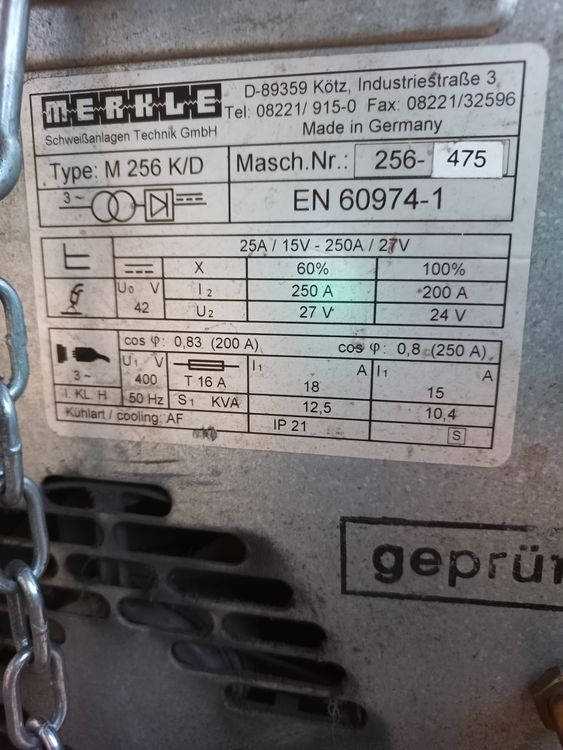 MERKLE
D-89359 Kötz, Industriestraße 3
Tel: 08221/ 915-0 Fax: 08221/32596
Schweißanlagen Technik GmbH
Made in Germany
Type: M 256 K/D
Masch.Nr.: 256- 475
3~
EN 60974-1
25A / 15V - 250A / 27V
X 60% 100%
U0 V I2 250 A 200 A
42 U2 27 V 24 V
cos φ: 0,83 (200 A) cos φ: 0,8 (250 A)
3~ U1 V I1 A I1 A
400 T 16 A 18 15
I. KL H 50 Hz S1 KVA 12,5 10,4
Kühlart / cooling: AF IP 21 S
geprüf